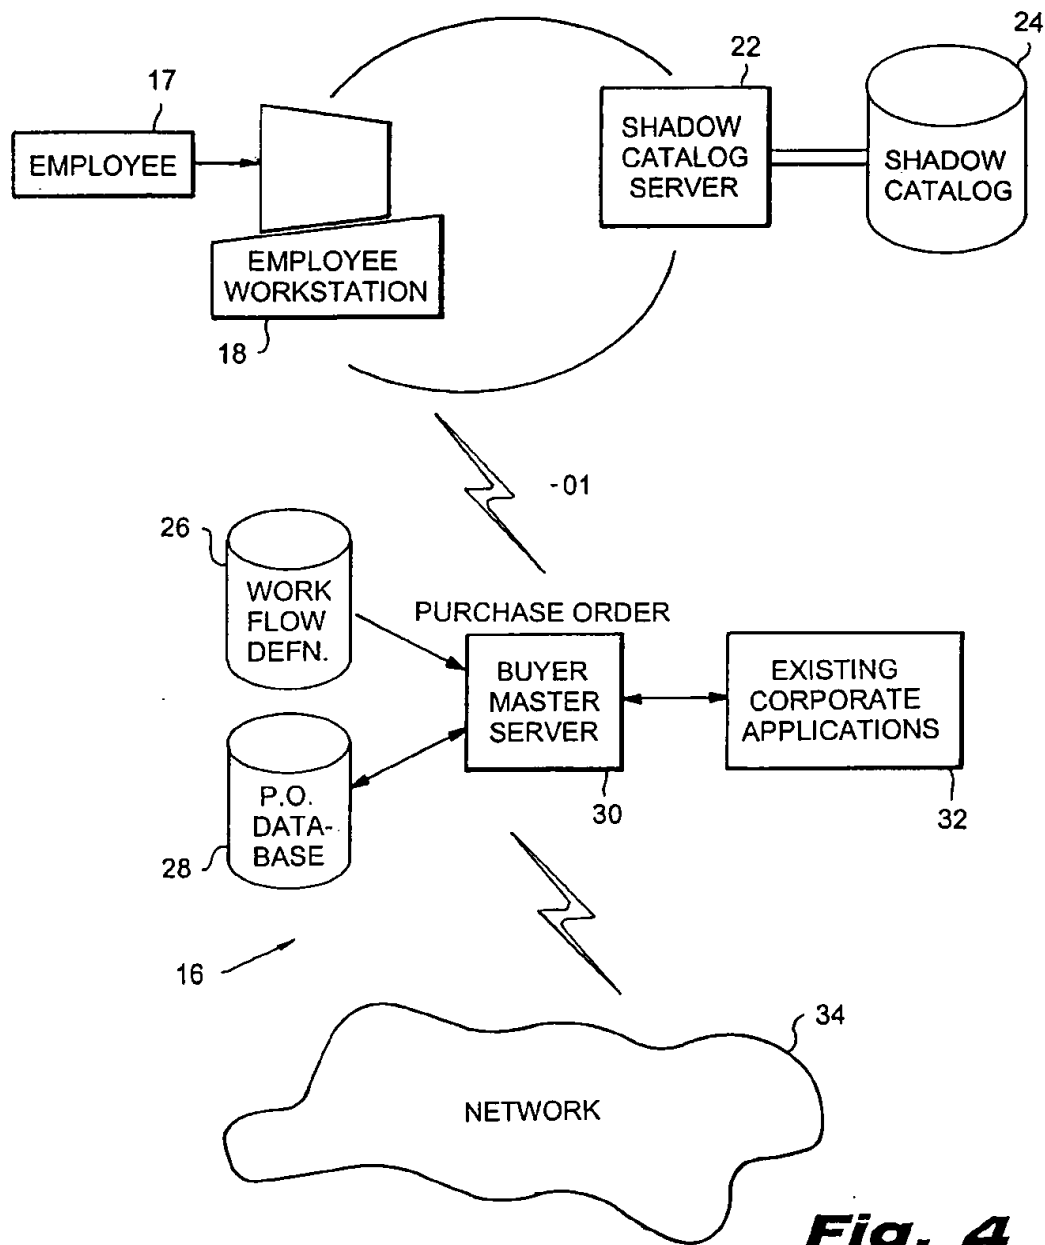 24
22
17
EMPLOYEE
SHADOW
CATALOG
SERVER
SHADOW
CATALOG
EMPLOYEE
WORKSTATION
18
-01
26
WORK
FLOW
DEFN.
PURCHASE ORDER
BUYER
MASTER
SERVER
EXISTING
CORPORATE
APPLICATIONS
30
32
P.O.
DATA-
BASE
28
16
34
NETWORK
Fig. 4